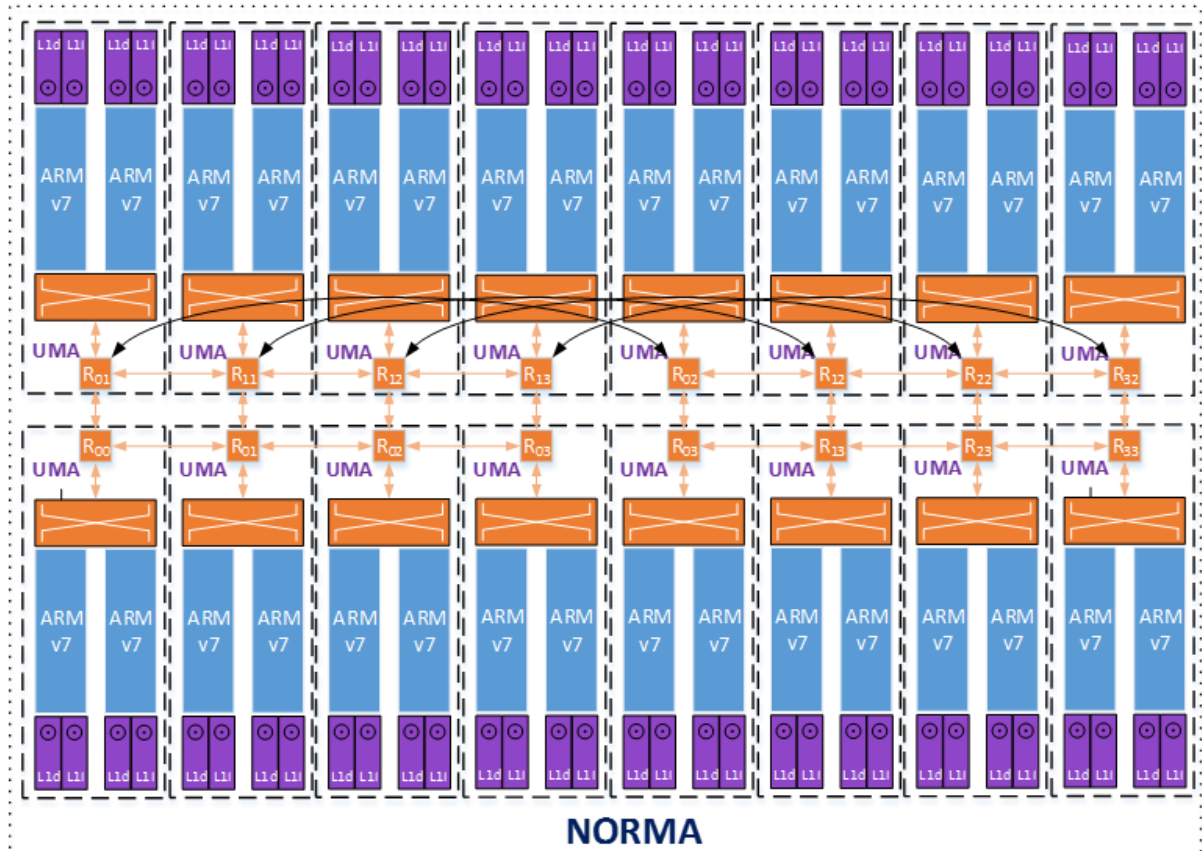 L1d L1I L1d L1I L1d L1I L1d L1I L1d L1I L1d L1I L1d L1I L1d L1I L1d L1I L1d L1I L1d L1I L1d L1I L1d L1I L1d L1I L1d L1I L1d L1I
ARM ARM ARM ARM ARM ARM ARM ARM ARM ARM ARM ARM ARM ARM ARM ARM
v7 v7 v7 v7 v7 v7 v7 v7 v7 v7 v7 v7 v7 v7 v7 v7
UMA UMA UMA UMA UMA UMA UMA UMA
R01 R11 R12 R13 R02 R12 R22 R32
R00 R01 R02 R03 R03 R13 R23 R33
UMA UMA UMA UMA UMA UMA UMA UMA
ARM ARM ARM ARM ARM ARM ARM ARM ARM ARM ARM ARM ARM ARM ARM ARM
v7 v7 v7 v7 v7 v7 v7 v7 v7 v7 v7 v7 v7 v7 v7 v7
L1d L1I L1d L1I L1d L1I L1d L1I L1d L1I L1d L1I L1d L1I L1d L1I L1d L1I L1d L1I L1d L1I L1d L1I L1d L1I L1d L1I L1d L1I L1d L1I
NORMA